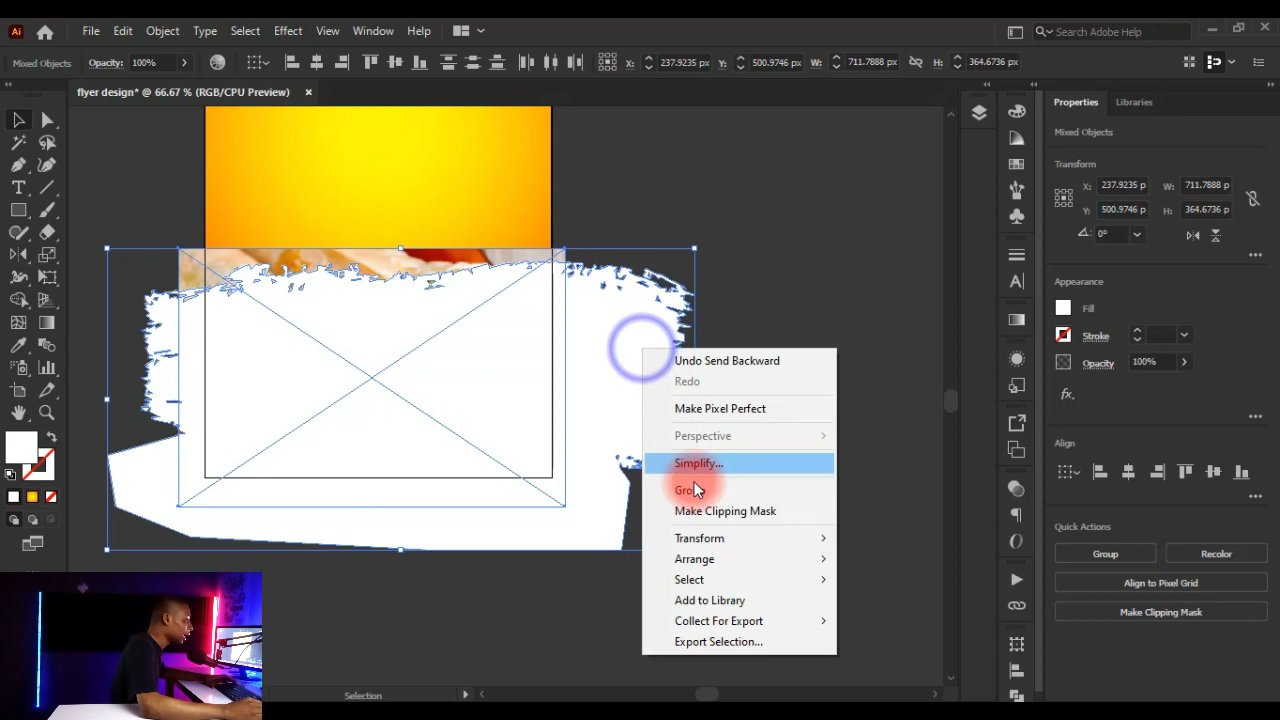 Ai File Edit Object Type Select Effect View Window Help Search Adobe Help
Mixed Objects Opacity: 100% X: 237.9235 px Y: 500.9746 px W: 711.7888 px H: 364.6736 px
flyer design* @ 66.67 % (RGB/CPU Preview)
Properties Libraries
Mixed Objects
Transform
X: 237.9235 p W: 711.7888 p
Y: 500.9746 p H: 364.6736 p
0°
Appearance
Fill
Stroke
Opacity 100%
fx.
Align
Quick Actions
Group Recolor
Align to Pixel Grid
Make Clipping Mask
Undo Send Backward
Redo
Make Pixel Perfect
Perspective
Simplify...
Group
Make Clipping Mask
Transform
Arrange
Select
Add to Library
Collect For Export
Export Selection...
Selection